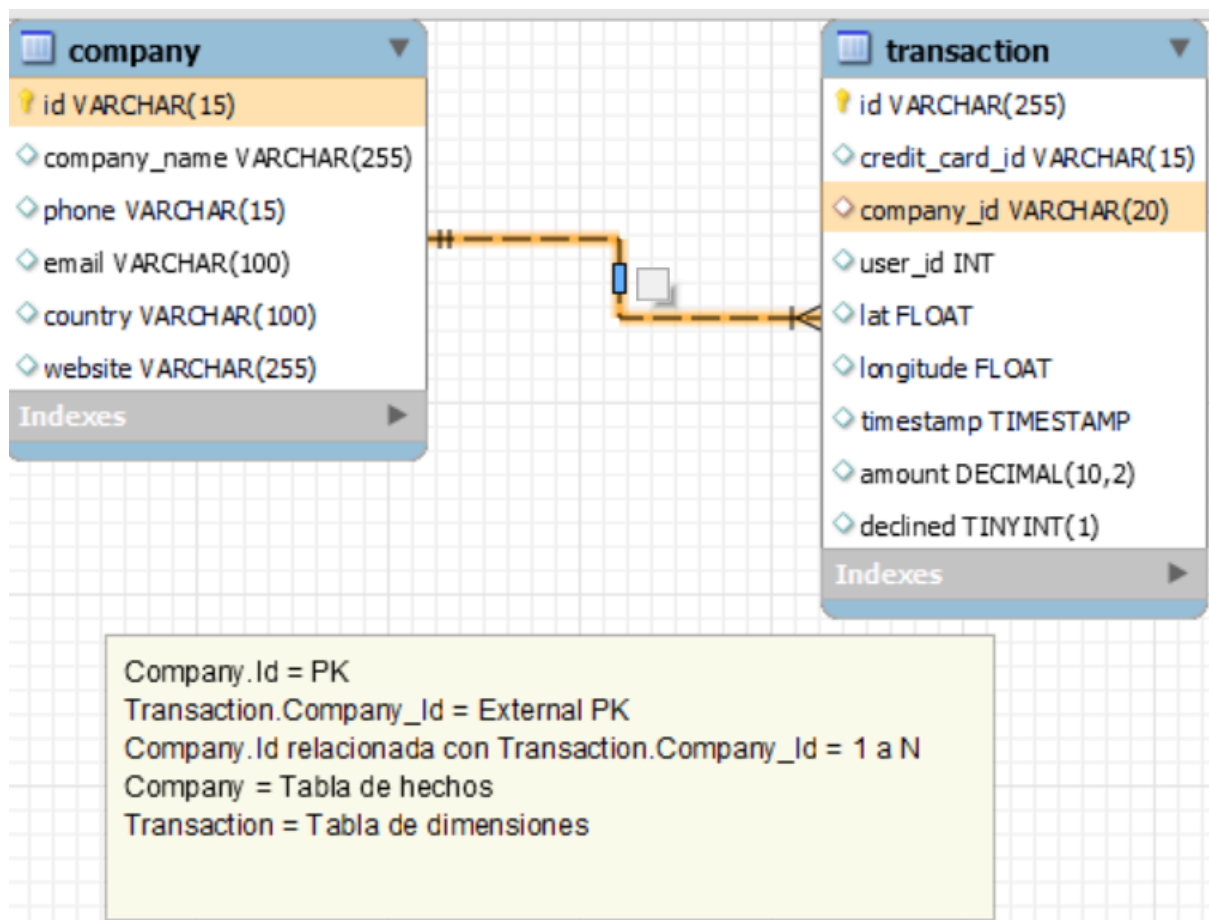 company
id VARCHAR(15)
company_name VARCHAR(255)
phone VARCHAR(15)
email VARCHAR(100)
country VARCHAR(100)
website VARCHAR(255)
Indexes
transaction
id VARCHAR(255)
credit_card_id VARCHAR(15)
company_id VARCHAR(20)
user_id INT
lat FLOAT
longitude FLOAT
timestamp TIMESTAMP
amount DECIMAL(10,2)
declined TINYINT(1)
Indexes
Company.Id = PK
Transaction.Company_Id = External PK
Company.Id relacionada con Transaction.Company_Id = 1 a N
Company = Tabla de hechos
Transaction = Tabla de dimensiones